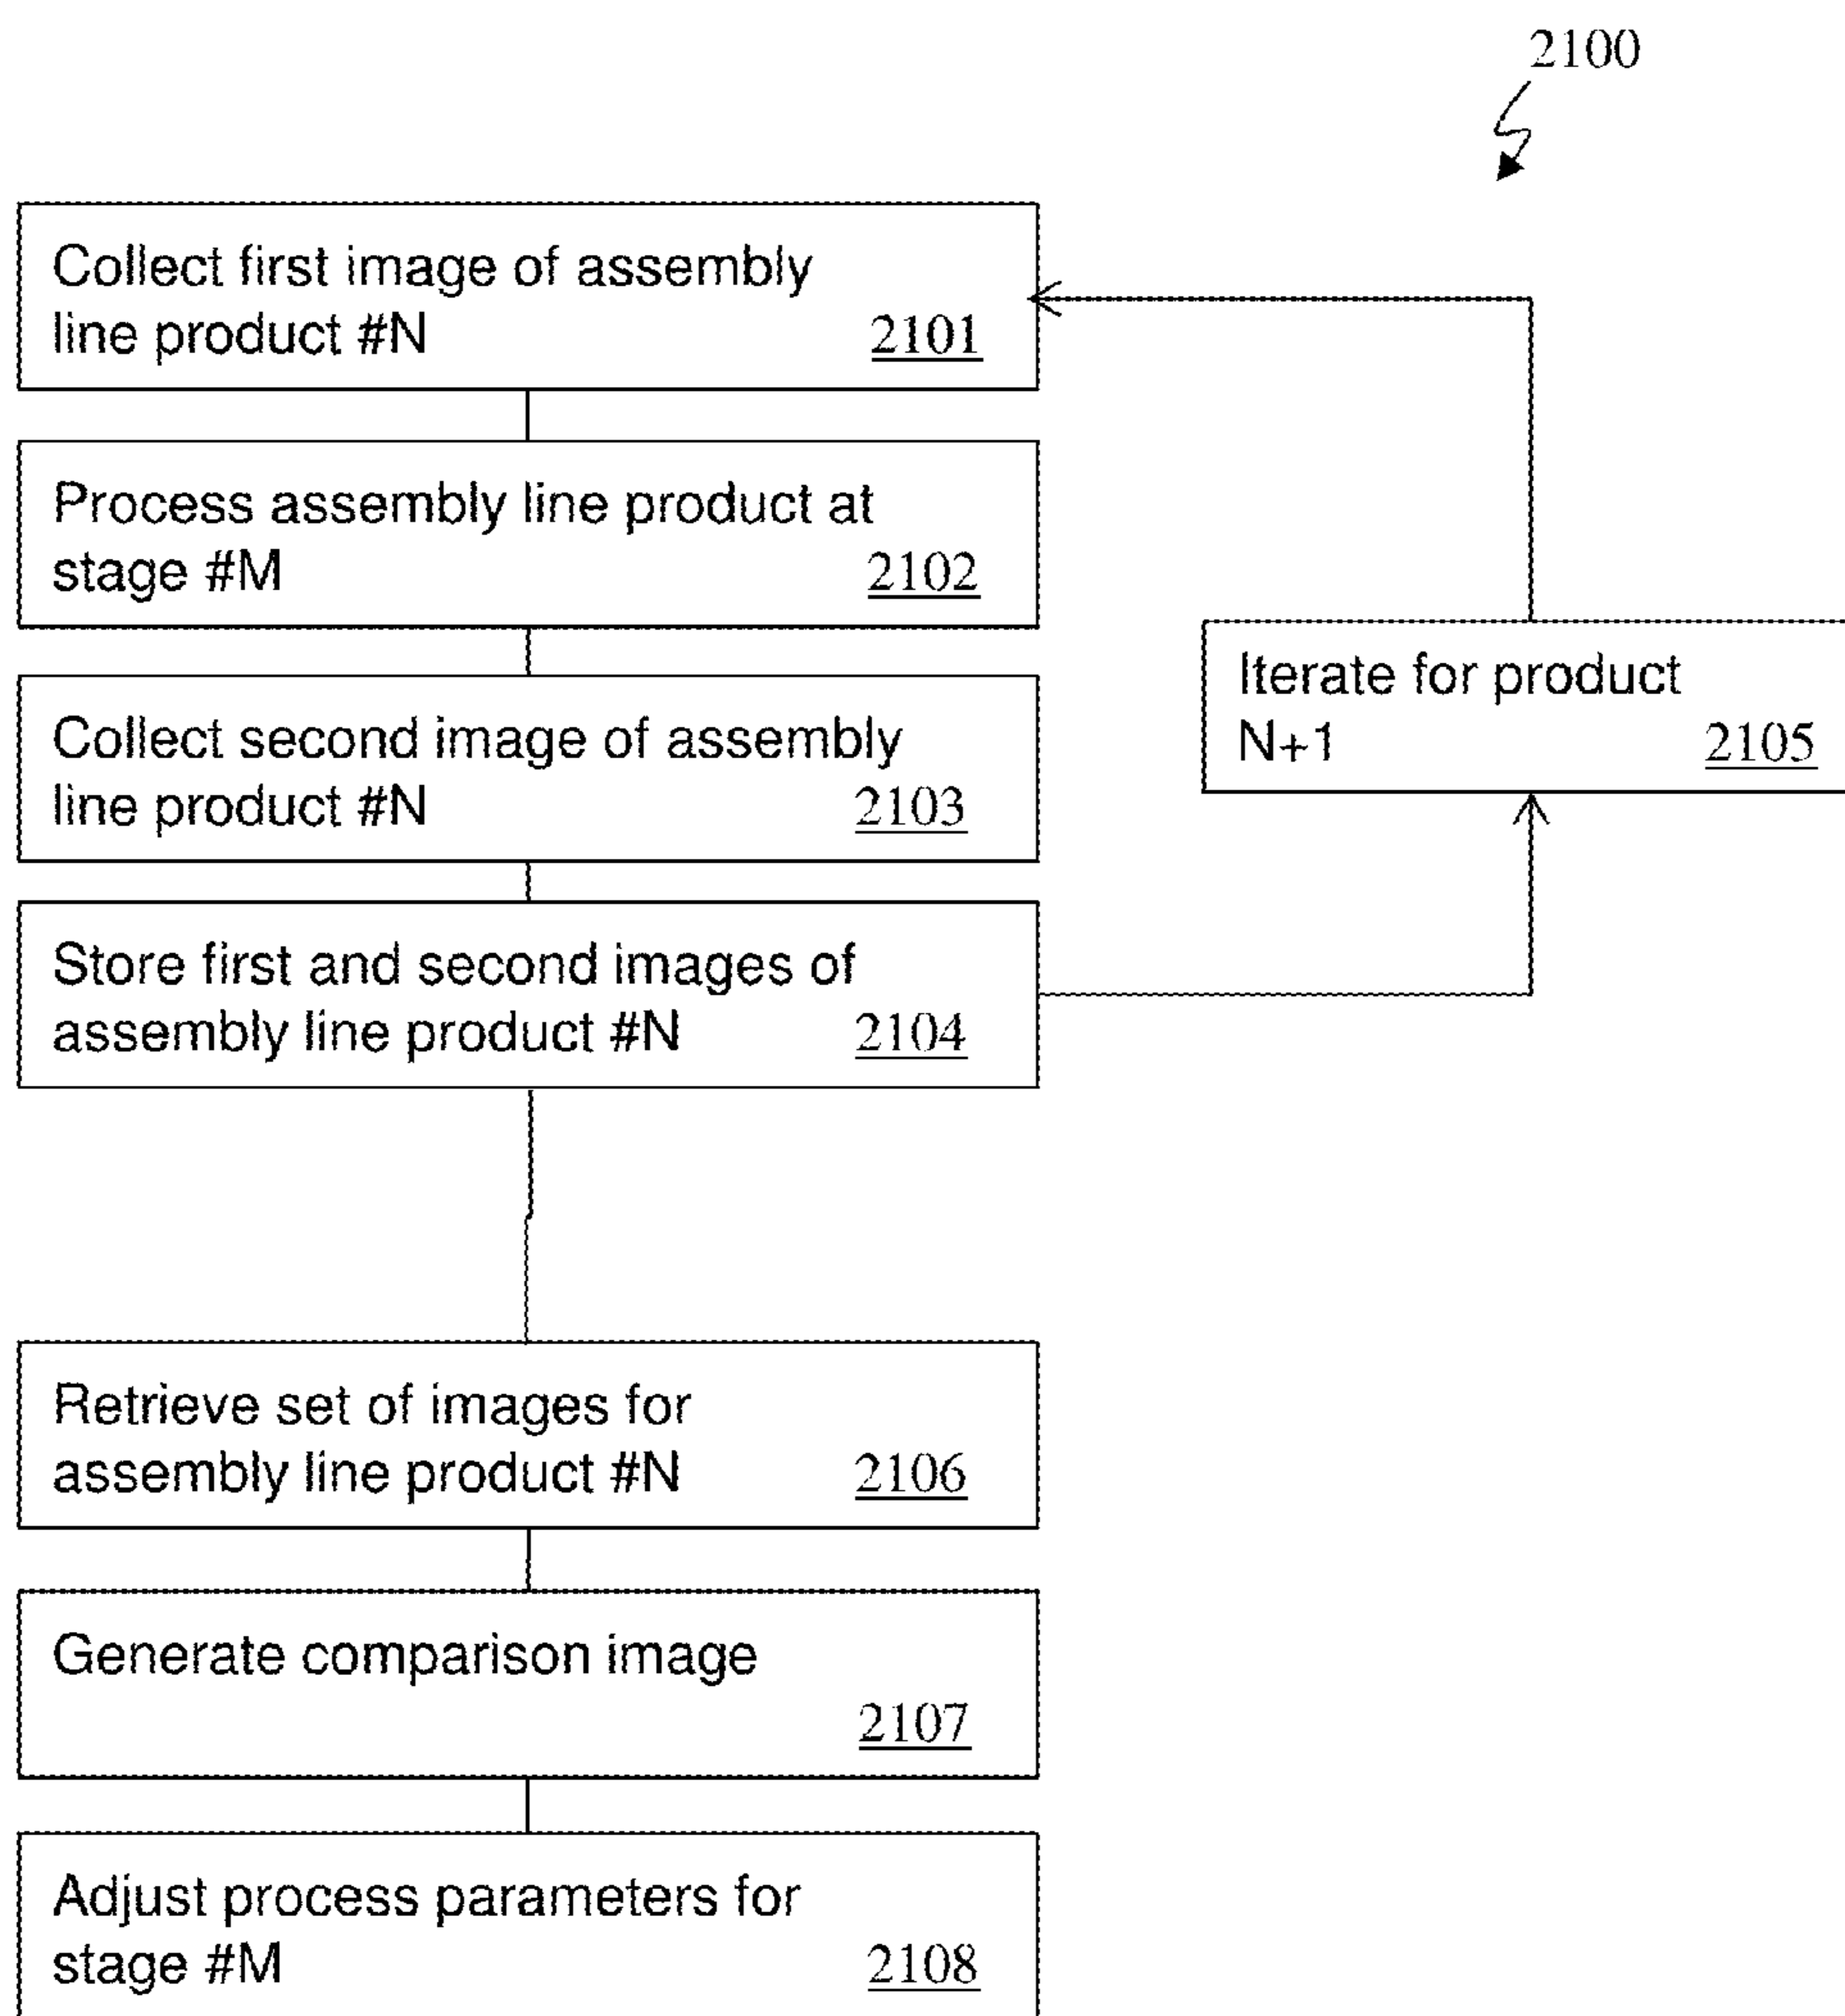 2100
Collect first image of assembly
line product #N 2101
Process assembly line product at
stage #M 2102
Collect second image of assembly
line product #N 2103
Iterate for product
N+1 2105
Store first and second images of
assembly line product #N 2104
Retrieve set of images for
assembly line product #N 2106
Generate comparison image
2107
Adjust process parameters for
stage #M 2108